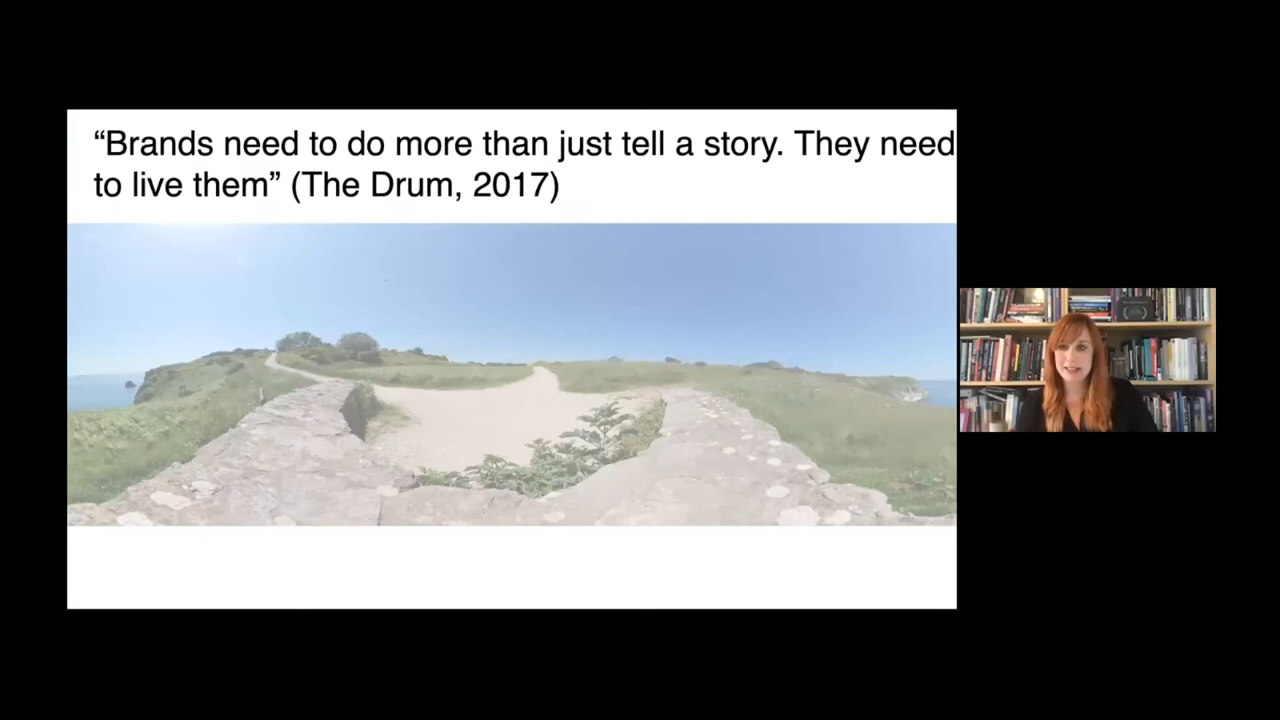 “Brands need to do more than just tell a story. They need
to live them” (The Drum, 2017)